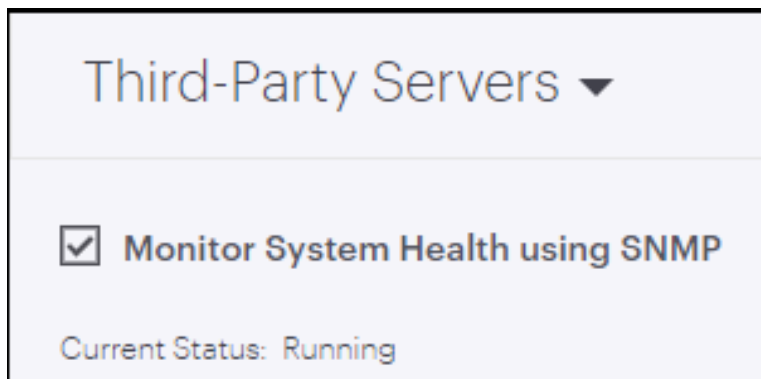 Third-Party Servers
Monitor System Health using SNMP
Current Status: Running